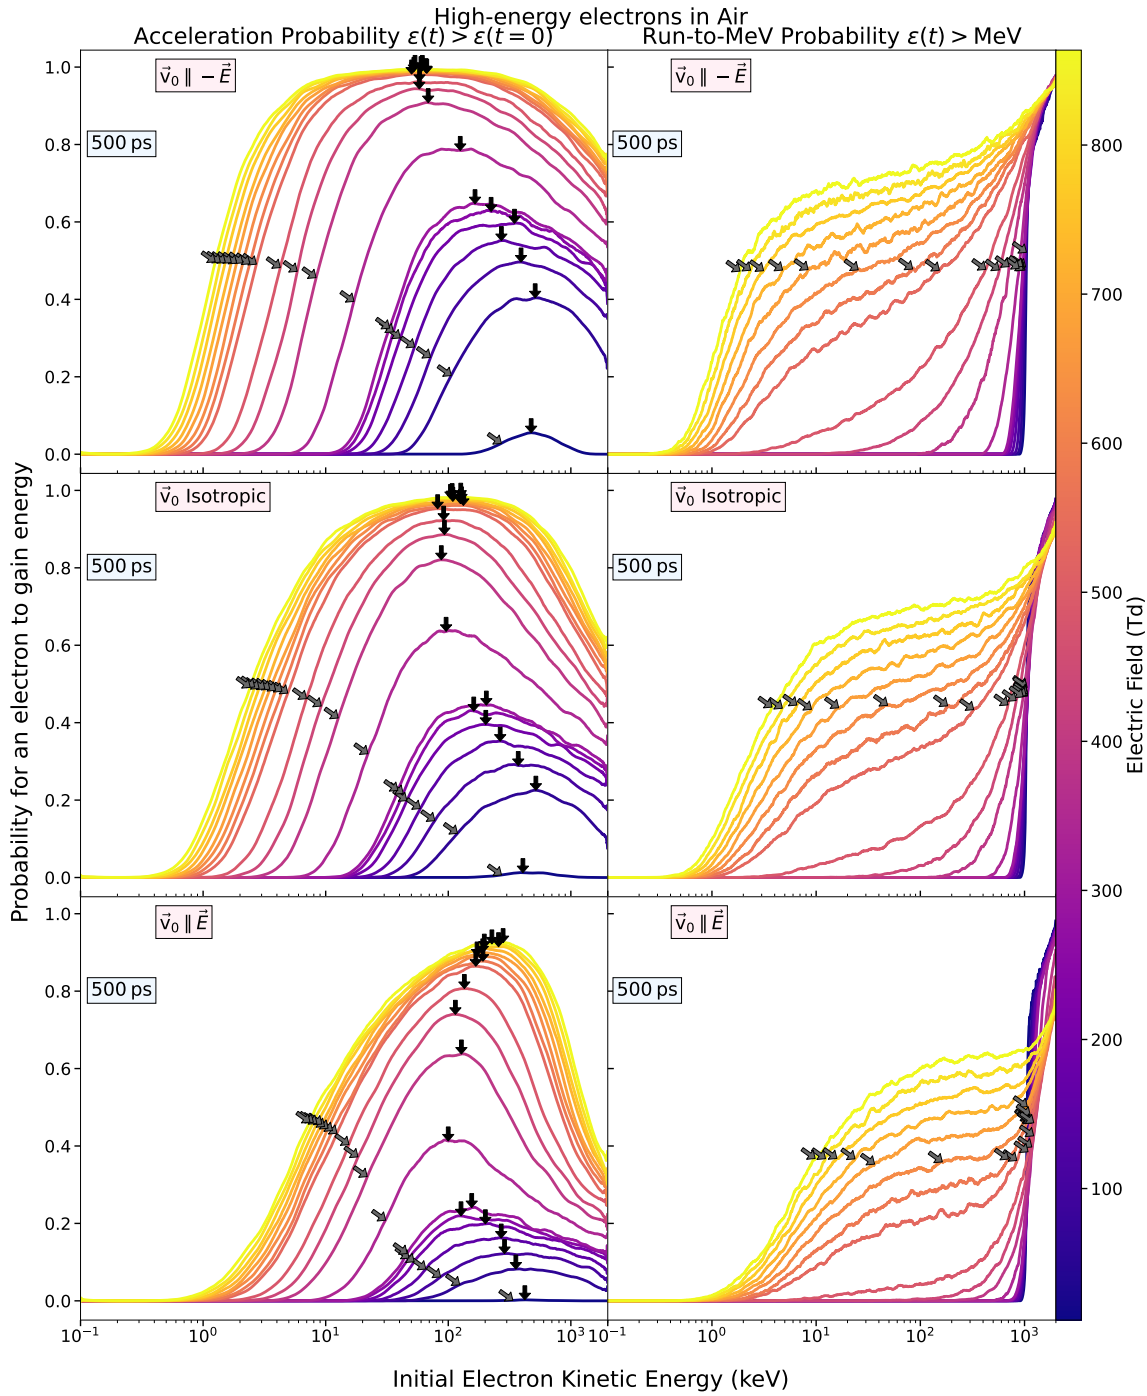 High-energy electrons in Air
Acceleration Probability ε(t) > ε(t = 0)
Run-to-MeV Probability ε(t) > MeV
v⃗₀ ∥ −E⃗
500 ps
1.0
0.8
0.6
0.4
0.2
0.0
v⃗₀ ∥ −E⃗
500 ps
v⃗₀ Isotropic
500 ps
1.0
0.8
0.6
0.4
0.2
0.0
v⃗₀ Isotropic
500 ps
v⃗₀ ∥ E⃗
500 ps
1.0
0.8
0.6
0.4
0.2
0.0
10⁻¹ 10⁰ 10¹ 10² 10³
v⃗₀ ∥ E⃗
500 ps
10⁻¹ 10⁰ 10¹ 10² 10³
Probability for an electron to gain energy
Initial Electron Kinetic Energy (keV)
800
700
600
500
400
300
200
100
Electric Field (Td)